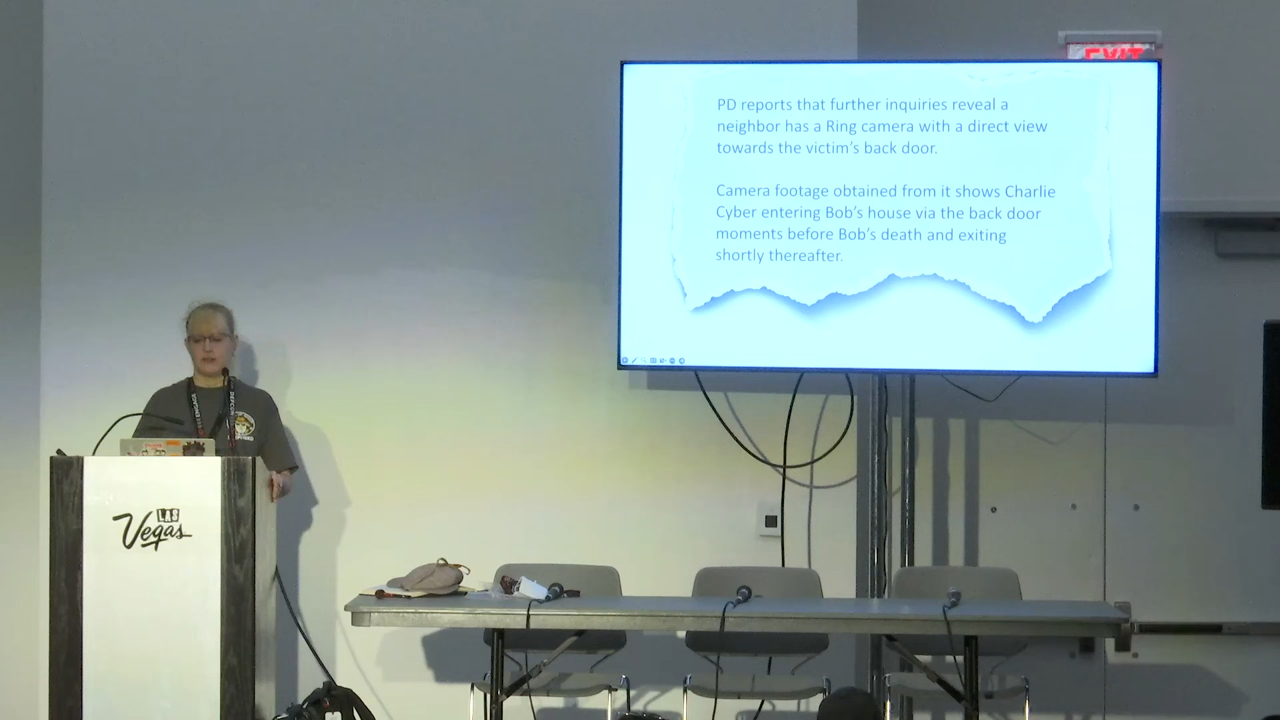 EXIT
PD reports that further inquiries reveal a
neighbor has a Ring camera with a direct view
towards the victim's back door.
Camera footage obtained from it shows Charlie
Cyber entering Bob's house via the back door
moments before Bob's death and exiting
shortly thereafter.
LAS
Vegas